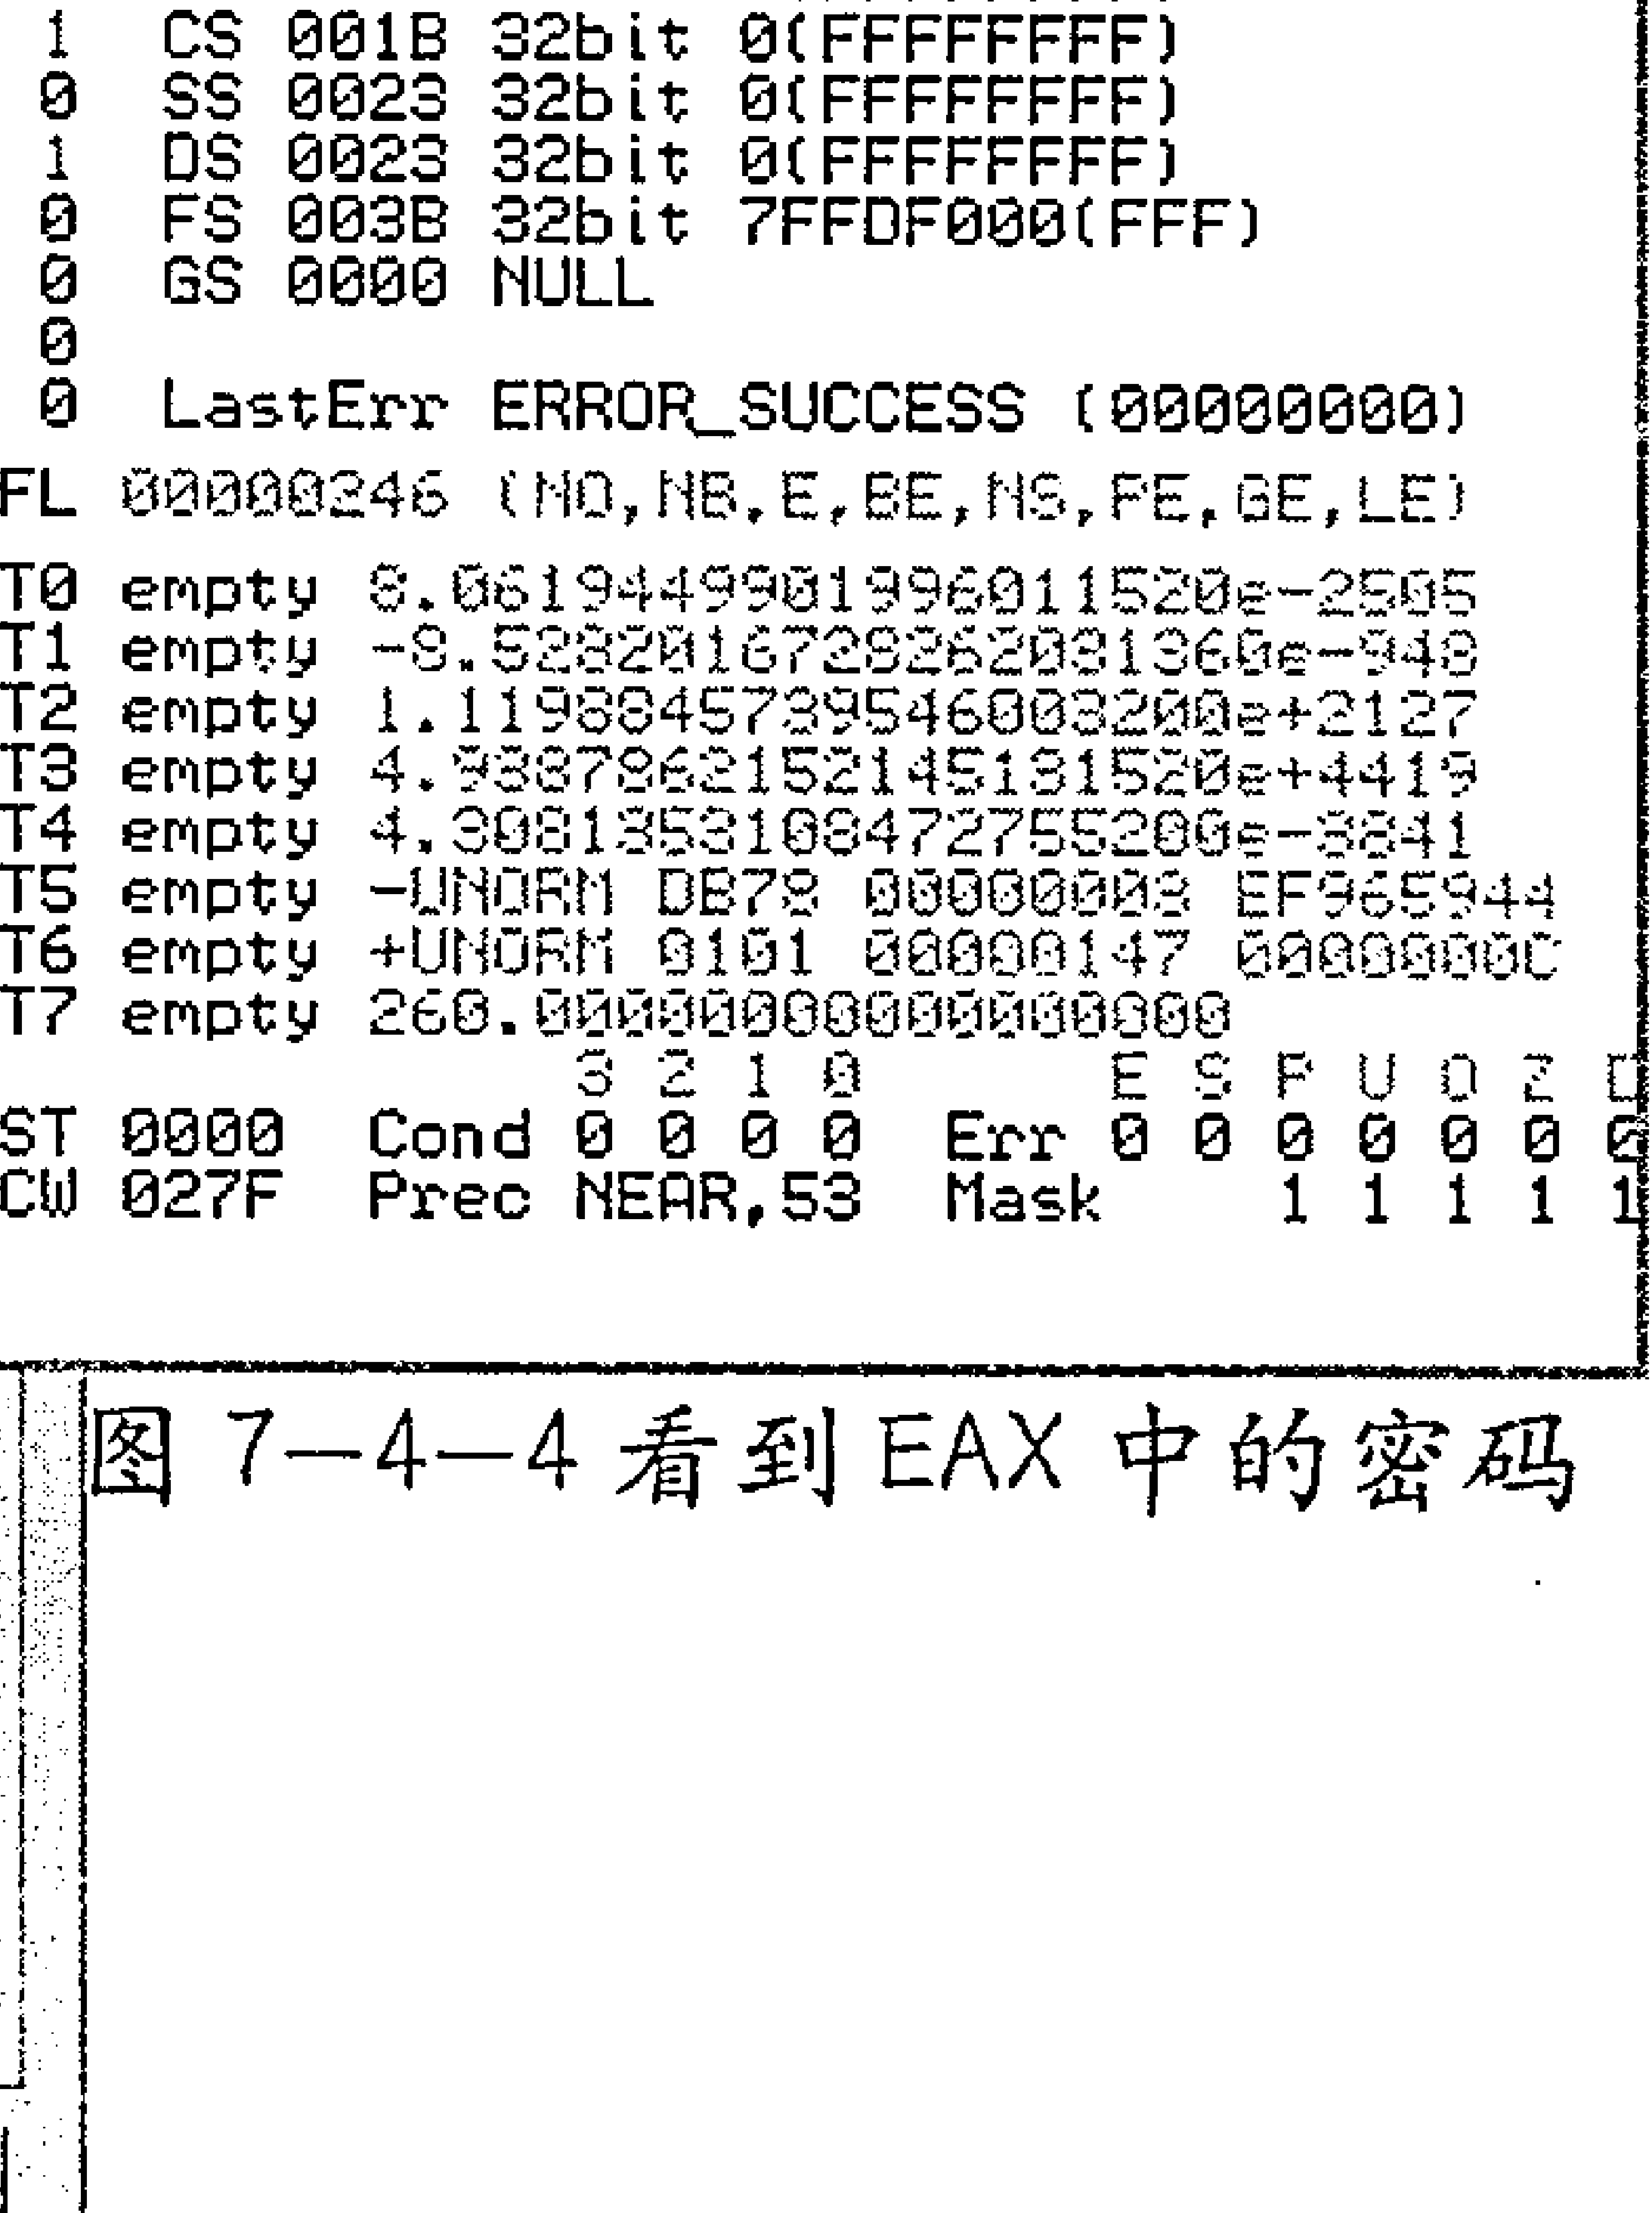 1 CS 001B 32bit 0(FFFFFFFF)
0 SS 0023 32bit 0(FFFFFFFF)
1 DS 0023 32bit 0(FFFFFFFF)
0 FS 003B 32bit 7FFDF000(FFF)
0 GS 0000 NULL
0
0 LastErr ERROR_SUCCESS (00000000)
FL 00000246 (NO,NB,E,BE,NS,PE,GE,LE)
T0 empty
T1 empty
T2 empty
T3 empty
T4 empty
T5 empty -UNORM DB78 00000003 EF965944
T6 empty +UNORM 0101 00000147 0000000C
T7 empty 260.00000000000000000
3 2 1 0 E S P U O Z
ST 0000 Cond 0 0 0 0 Err 0 0 0 0 0 0 0
CW 027F Prec NEAR,53 Mask 1 1 1 1 1
图 7-4-4 看到 EAX 中的密码